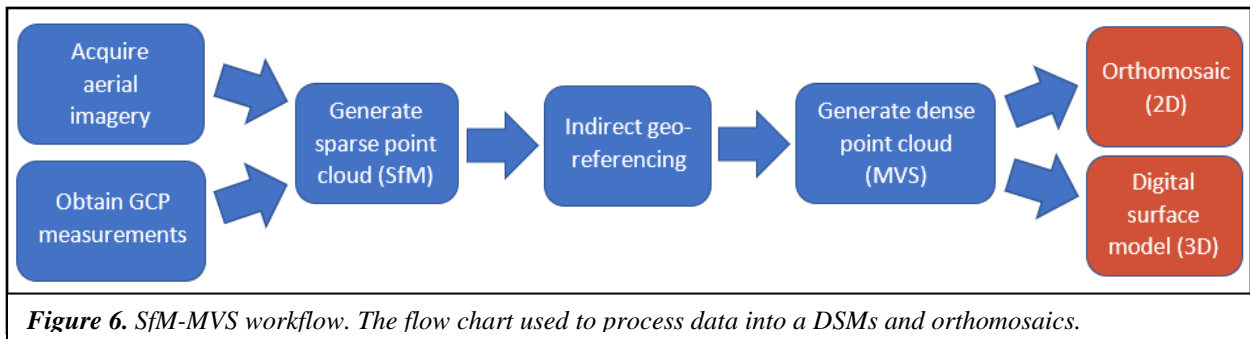 Acquire
aerial
imagery
Obtain GCP
measurements
Generate
sparse point
cloud (SfM)
Indirect geo-
referencing
Generate dense
point cloud
(MVS)
Orthomosaic
(2D)
Digital
surface
model (3D)
Figure 6. SfM-MVS workflow. The flow chart used to process data into a DSMs and orthomosaics.